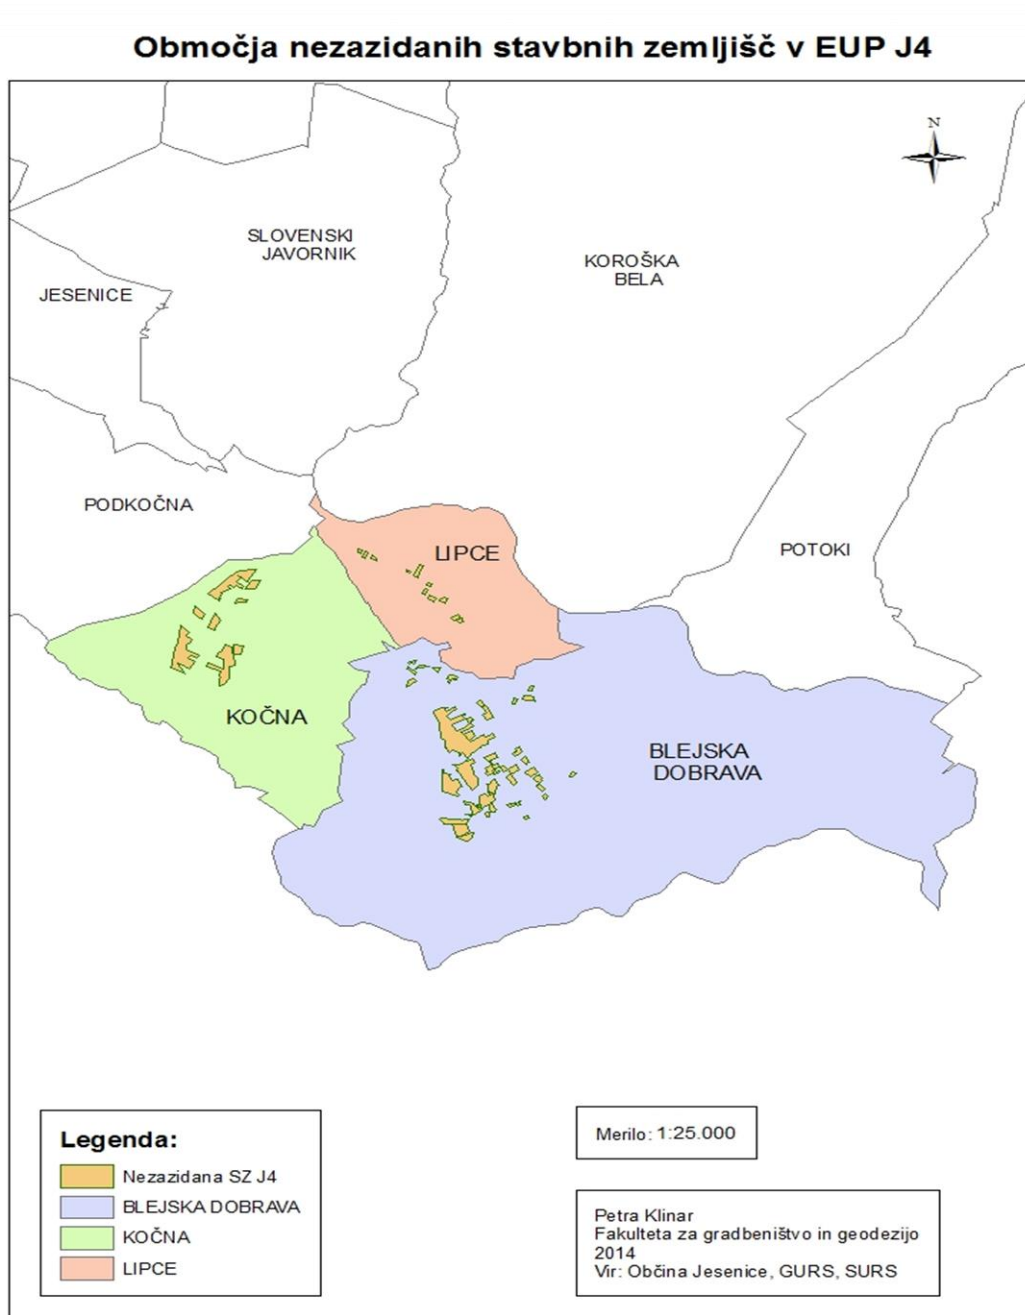 Območja nezazidanih stavbnih zemljišč v EUP J4
N
SLOVENSKI
JAVORNIK
KOROŠKA
BELA
JESENICE
PODKOČNA
LIPCE
POTOKI
KOČNA
BLEJSKA
DOBRAVA
Legenda:
Nezazidana SZ J4
BLEJSKA DOBRAVA
KOČNA
LIPCE
Merilo: 1:25.000
Petra Klinar
Fakulteta za gradbeništvo in geodezijo
2014
Vir: Občina Jesenice, GURS, SURS